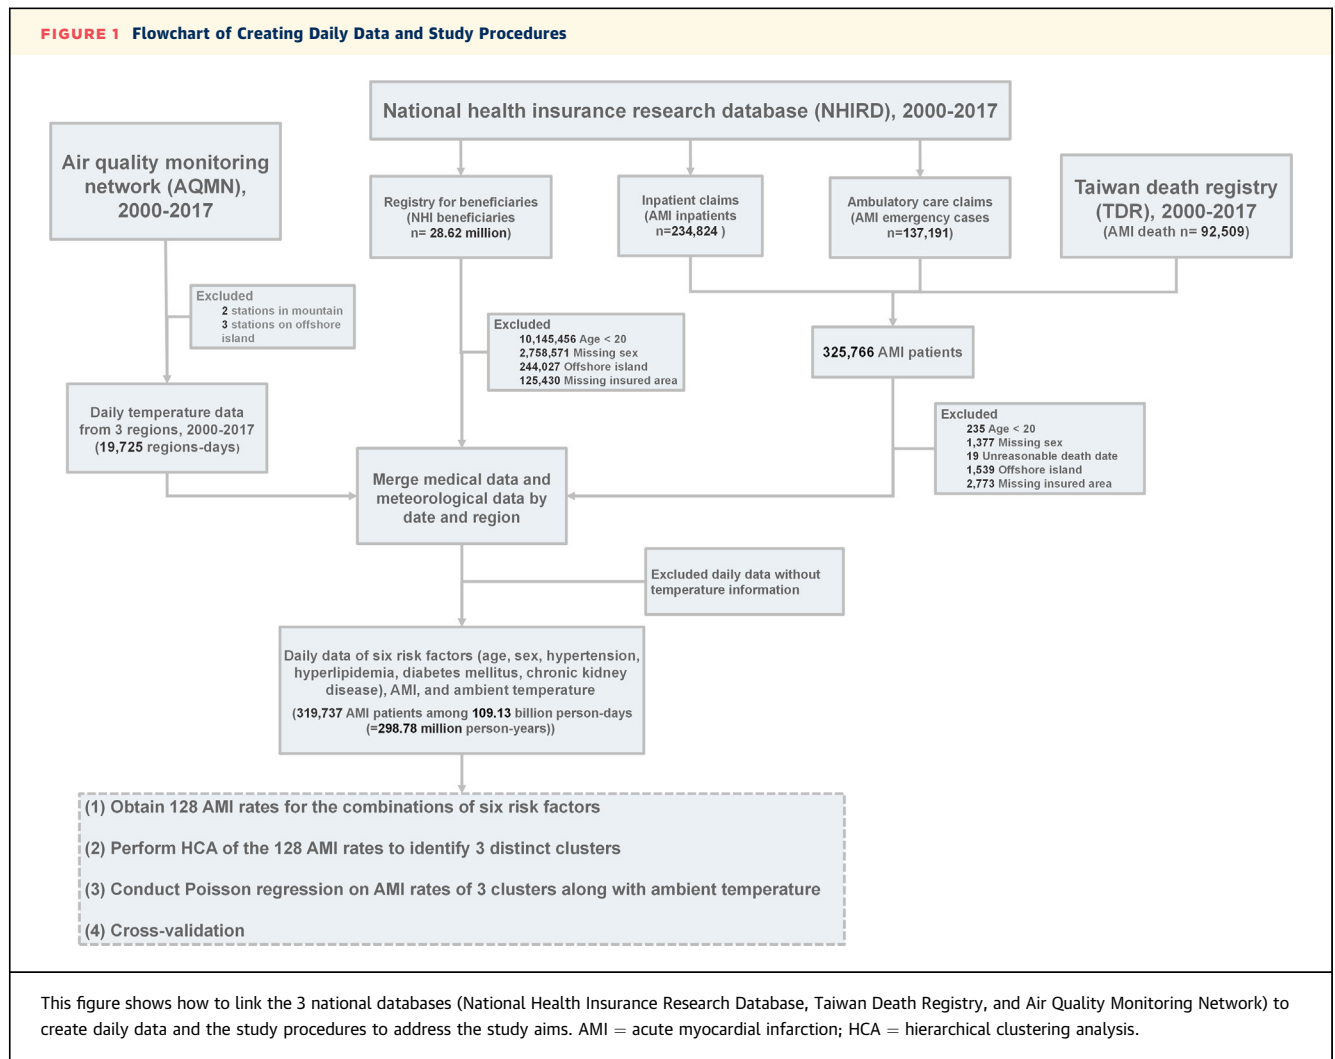 FIGURE 1 Flowchart of Creating Daily Data and Study Procedures
National health insurance research database (NHIRD), 2000-2017
Air quality monitoring
network (AQMN),
2000-2017
Registry for beneficiaries
(NHI beneficiaries
n= 28.62 million)
Inpatient claims
(AMI inpatients
n=234,824 )
Ambulatory care claims
(AMI emergency cases
n=137,191)
Taiwan death registry
(TDR), 2000-2017
(AMI death n= 92,509)
Excluded
2 stations in mountain
3 stations on offshore
island
Excluded
10,145,456 Age < 20
2,758,571 Missing sex
244,027 Offshore island
125,430 Missing insured area
325,766 AMI patients
Daily temperature data
from 3 regions, 2000-2017
(19,725 regions-days)
Excluded
235 Age < 20
1,377 Missing sex
19 Unreasonable death date
1,539 Offshore island
2,773 Missing insured area
Merge medical data and
meteorological data by
date and region
Excluded daily data without
temperature information
Daily data of six risk factors (age, sex, hypertension,
hyperlipidemia, diabetes mellitus, chronic kidney
disease), AMI, and ambient temperature
(319,737 AMI patients among 109.13 billion person-days
(=298.78 million person-years))
(1) Obtain 128 AMI rates for the combinations of six risk factors
(2) Perform HCA of the 128 AMI rates to identify 3 distinct clusters
(3) Conduct Poisson regression on AMI rates of 3 clusters along with ambient temperature
(4) Cross-validation
This figure shows how to link the 3 national databases (National Health Insurance Research Database, Taiwan Death Registry, and Air Quality Monitoring Network) to
create daily data and the study procedures to address the study aims. AMI = acute myocardial infarction; HCA = hierarchical clustering analysis.